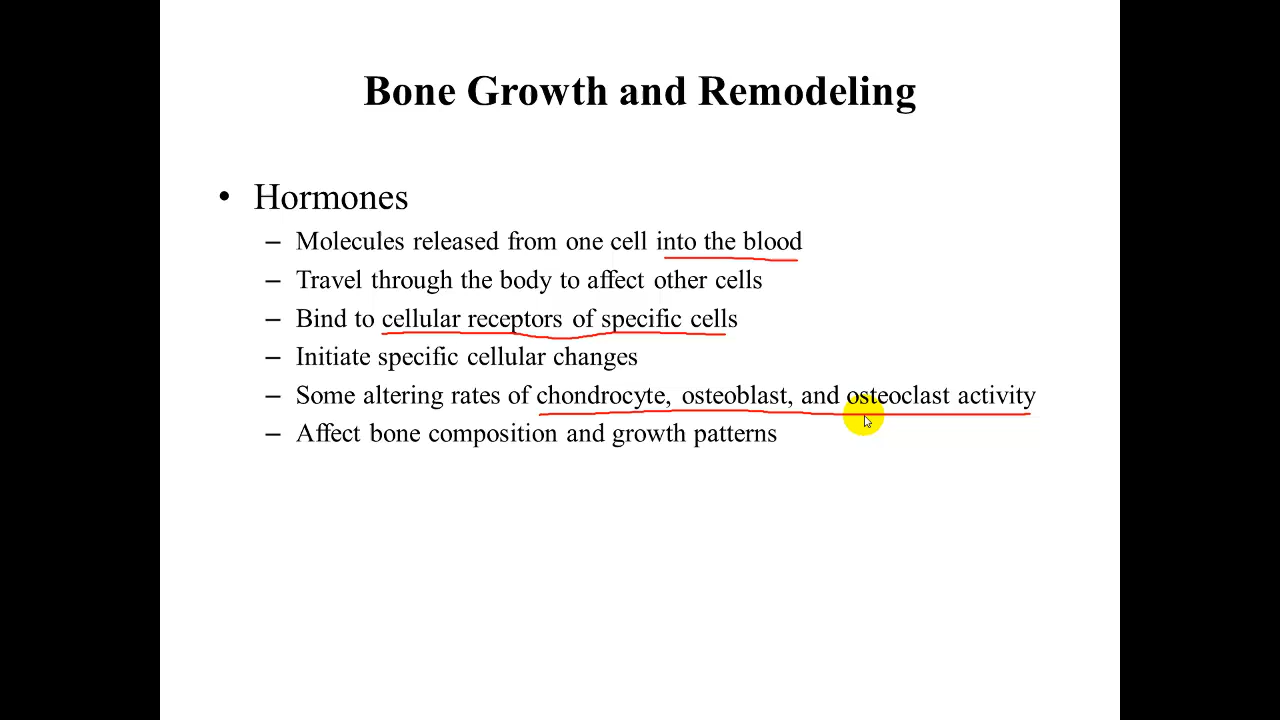 Bone Growth and Remodeling
• Hormones
– Molecules released from one cell into the blood
– Travel through the body to affect other cells
– Bind to cellular receptors of specific cells
– Initiate specific cellular changes
– Some altering rates of chondrocyte, osteoblast, and osteoclast activity
– Affect bone composition and growth patterns